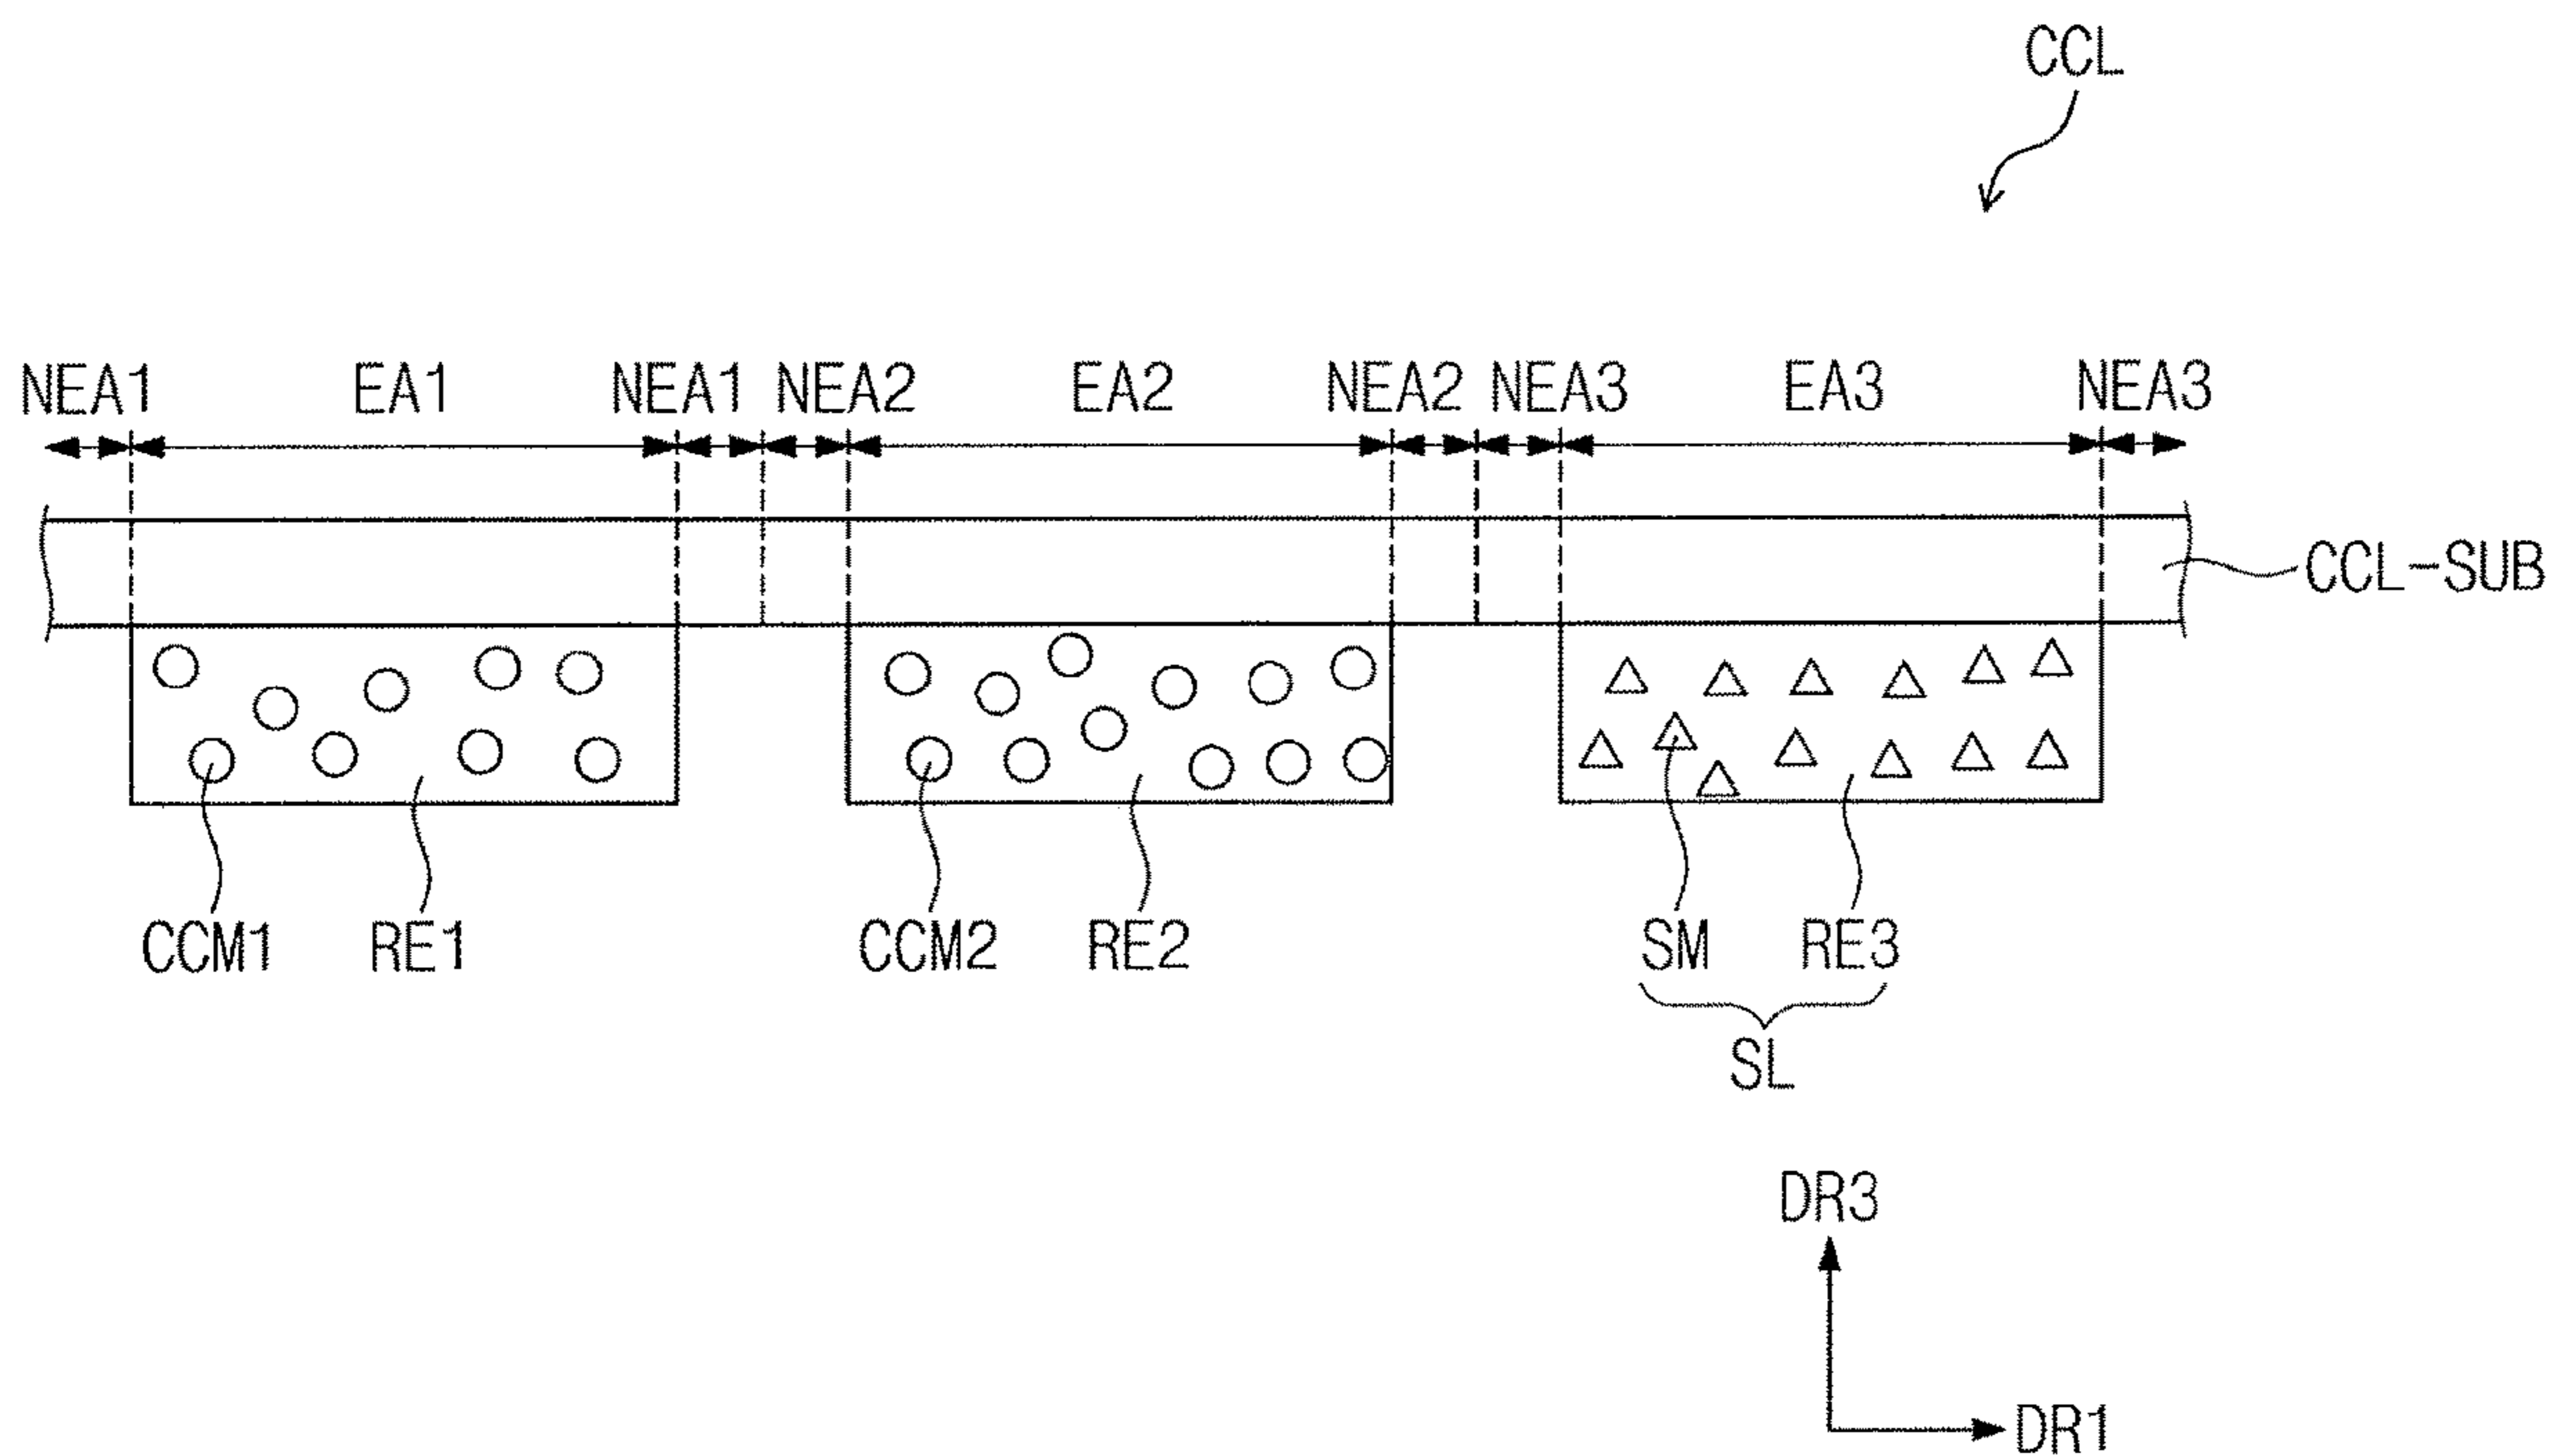 CCL
NEA1 EA1 NEA1 NEA2 EA2 NEA2 NEA3 EA3 NEA3
CCL-SUB
CCM1 RE1 CCM2 RE2 SM RE3
SL
DR3
DR1